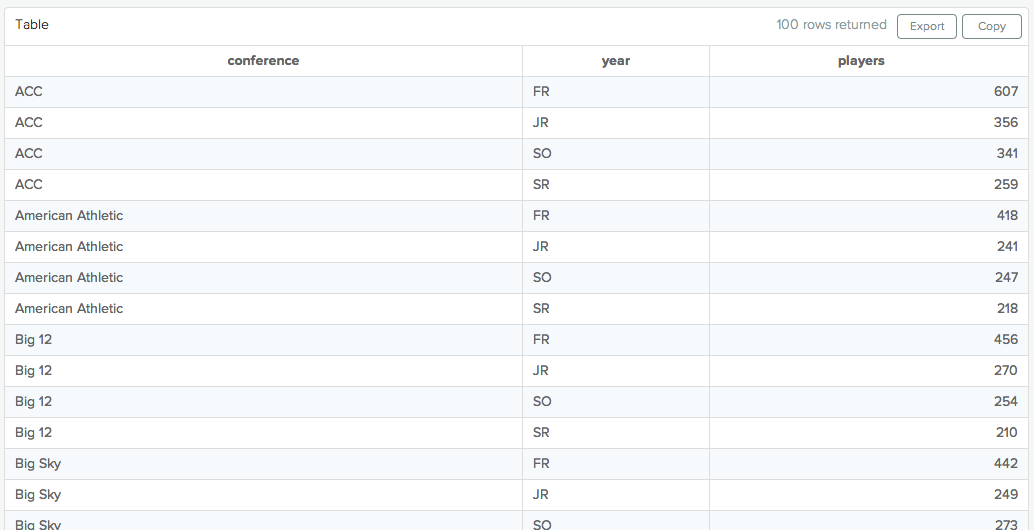 Table 100 rows returned Export Copy
conference year players
ACC FR 607
ACC JR 356
ACC SO 341
ACC SR 259
American Athletic FR 418
American Athletic JR 241
American Athletic SO 247
American Athletic SR 218
Big 12 FR 456
Big 12 JR 270
Big 12 SO 254
Big 12 SR 210
Big Sky FR 442
Big Sky JR 249
Big Sky SO 273